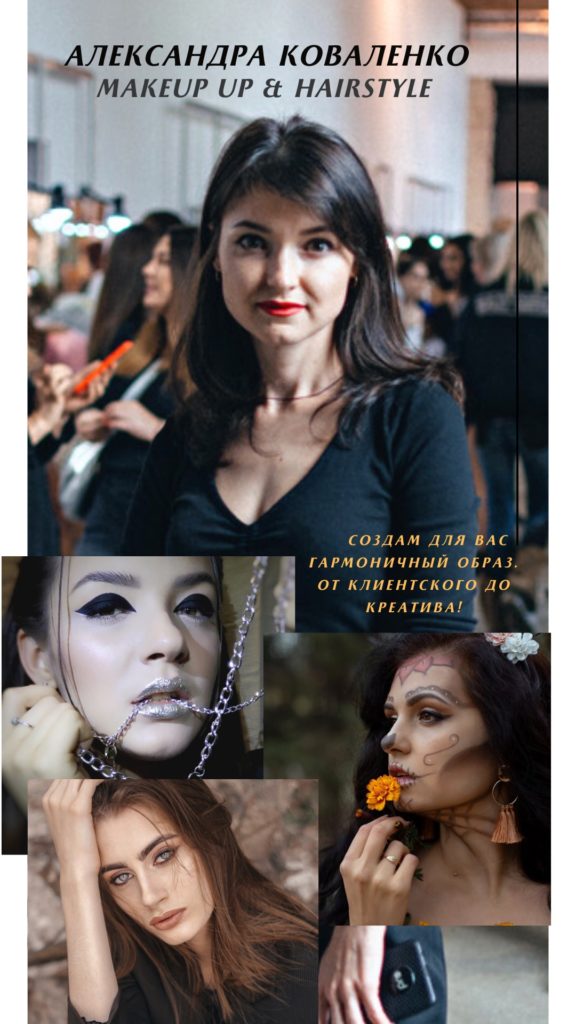 АЛЕКСАНДРА КОВАЛЕНКО
MAKEUP UP & HAIRSTYLE
СОЗДАМ ДЛЯ ВАС
ГАРМОНИЧНЫЙ ОБРАЗ.
ОТ КЛИЕНТСКОГО ДО
КРЕАТИВА!